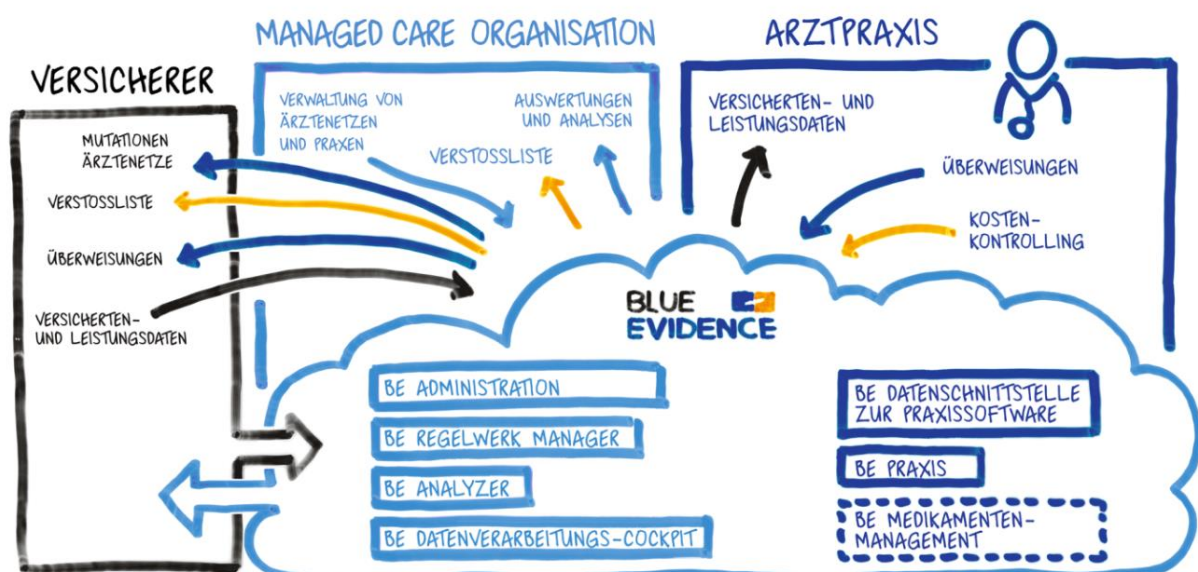 MANAGED CARE ORGANISATION
ARZTPRAXIS
VERSICHERER
MUTATIONEN
ÄRZTENETZE
VERSTOSSLISTE
ÜBERWEISUNGEN
VERSICHERTEN-
UND LEISTUNGSDATEN
VERWALTUNG VON
ÄRZTENETZEN
UND PRAXEN
VERSTOSSLISTE
AUSWERTUNGEN
UND ANALYSEN
VERSICHERTEN- UND
LEISTUNGSDATEN
ÜBERWEISUNGEN
KOSTEN-
KONTROLLING
BLUE
EVIDENCE
BE ADMINISTRATION
BE REGELWERK MANAGER
BE ANALYZER
BE DATENVERARBEITUNGS-COCKPIT
BE DATENSCHNITTSTELLE
ZUR PRAXISSOFTWARE
BE PRAXIS
BE MEDIKAMENTEN-
MANAGEMENT